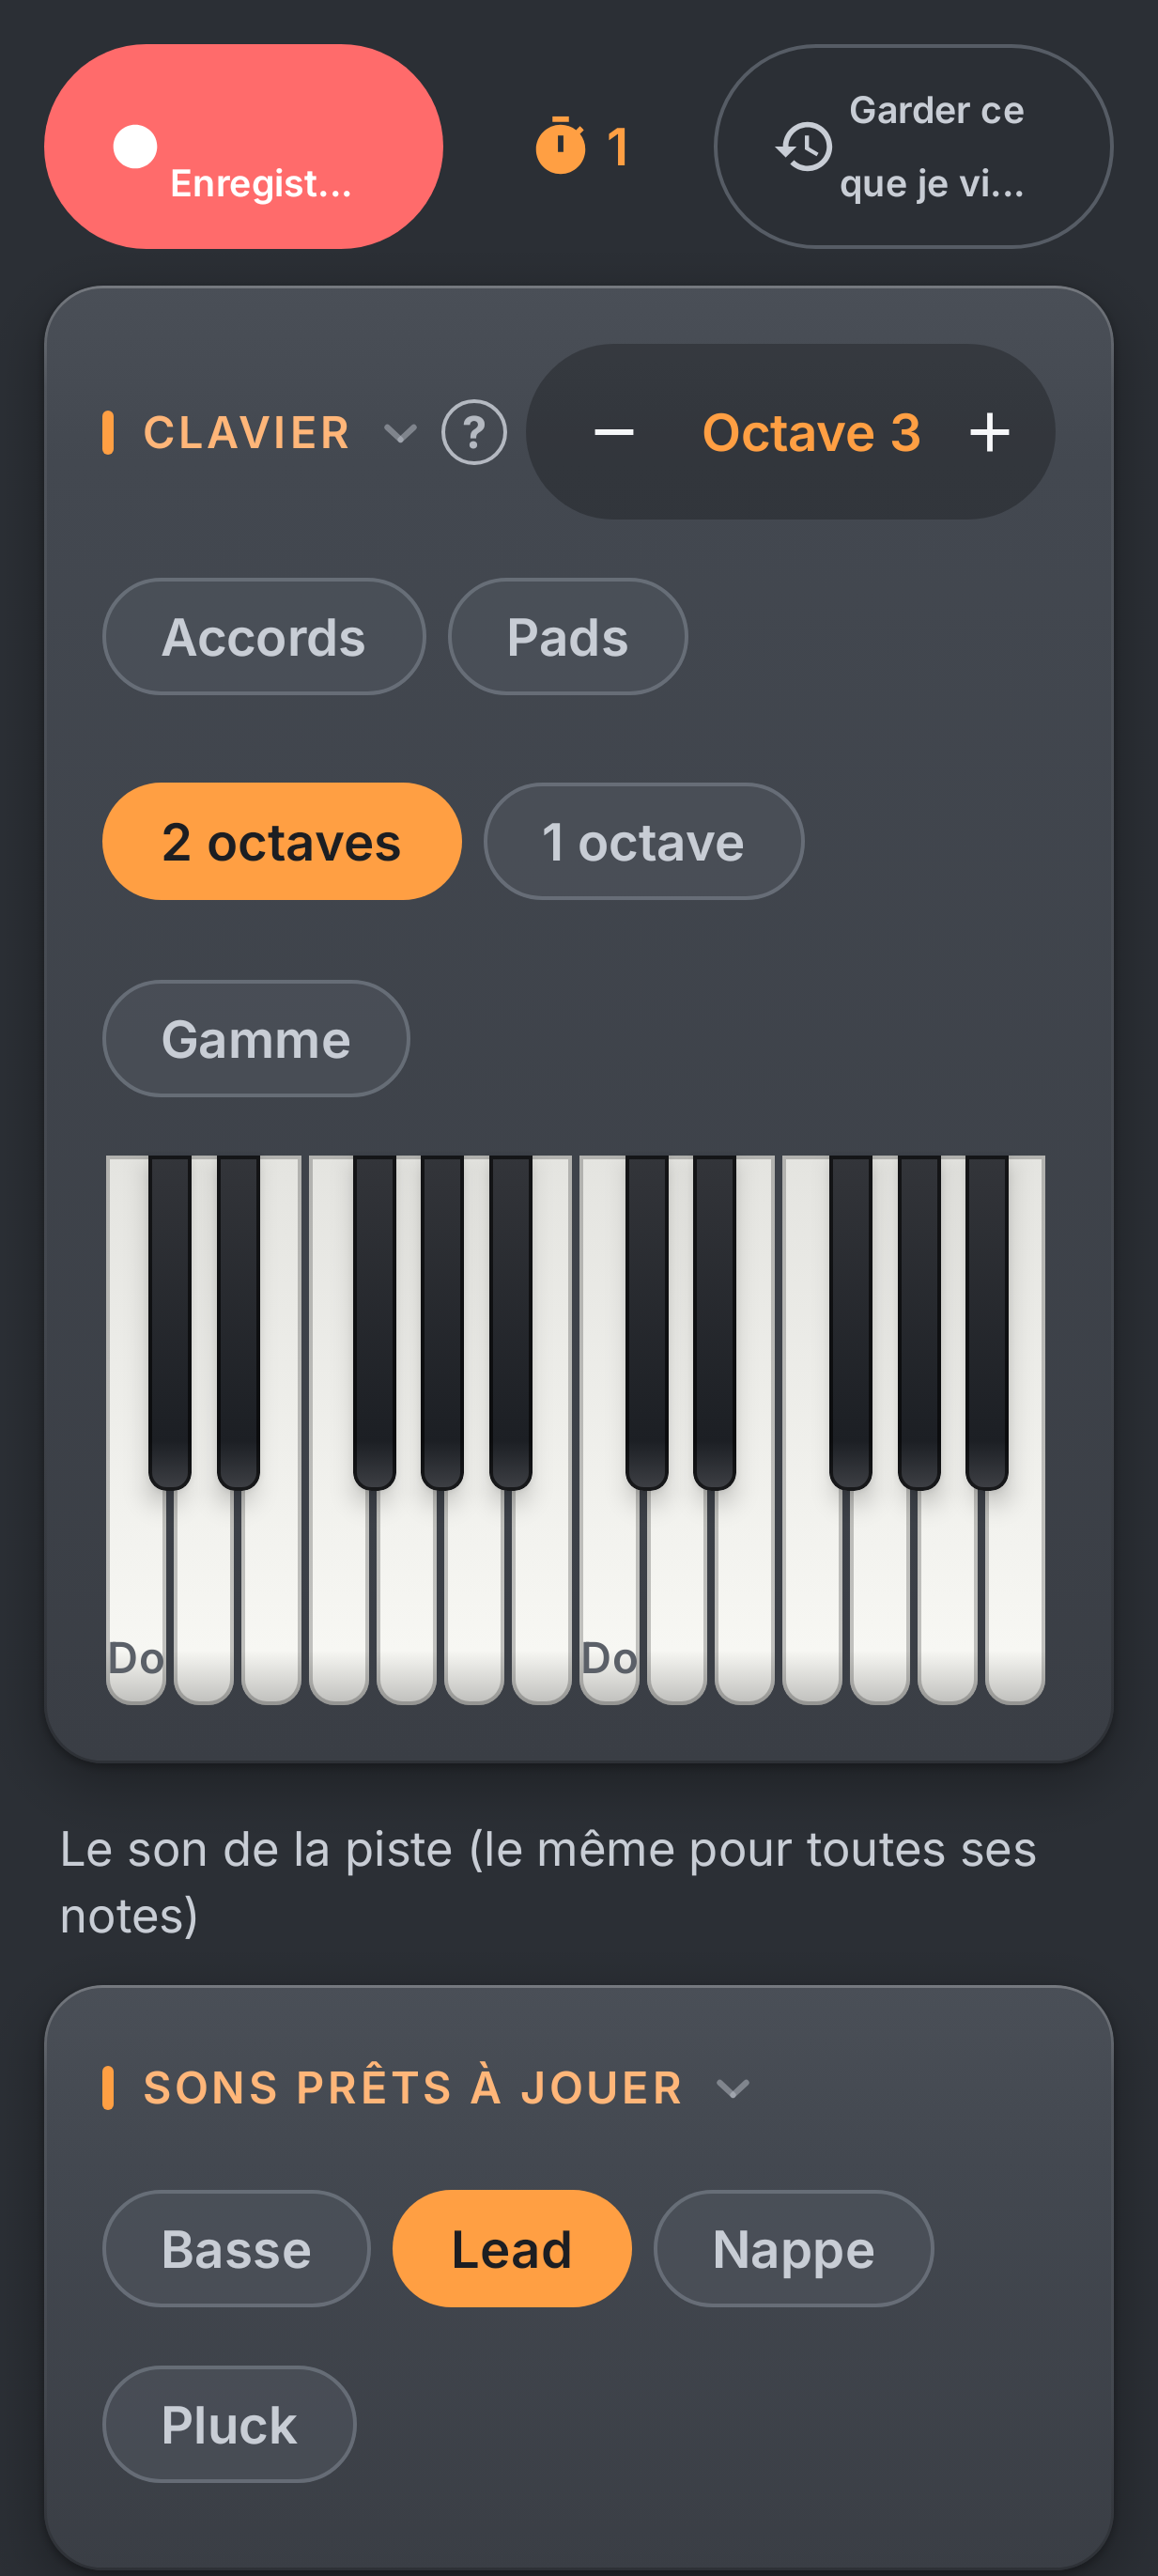 Enregist...
1
Garder ce
que je vi...
CLAVIER
?
− Octave 3 +
Accords
Pads
2 octaves
1 octave
Gamme
Do
Do
Le son de la piste (le même pour toutes ses
notes)
SONS PRÊTS À JOUER
Basse
Lead
Nappe
Pluck